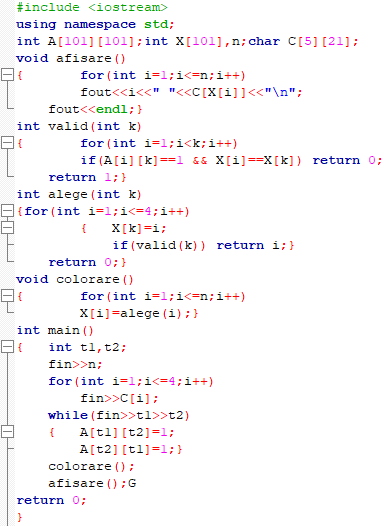 #include <iostream>
using namespace std;
int A[101][101];int X[101],n;char C[5][21];
void afisare()
{ for(int i=1;i<=n;i++)
fout<<i<<" "<<C[X[i]]<<"\n";
fout<<endl;}
int valid(int k)
{ for(int i=1;i<k;i++)
if(A[i][k]==1 && X[i]==X[k]) return 0;
return 1;}
int alege(int k)
{for(int i=1;i<=4;i++)
{ X[k]=i;
if(valid(k)) return i;}
return 0;}
void colorare()
{ for(int i=1;i<=n;i++)
X[i]=alege(i);}
int main()
{ int t1,t2;
fin>>n;
for(int i=1;i<=4;i++)
fin>>C[i];
while(fin>>t1>>t2)
{ A[t1][t2]=1;
A[t2][t1]=1;}
colorare();
afisare();G
return 0;
}